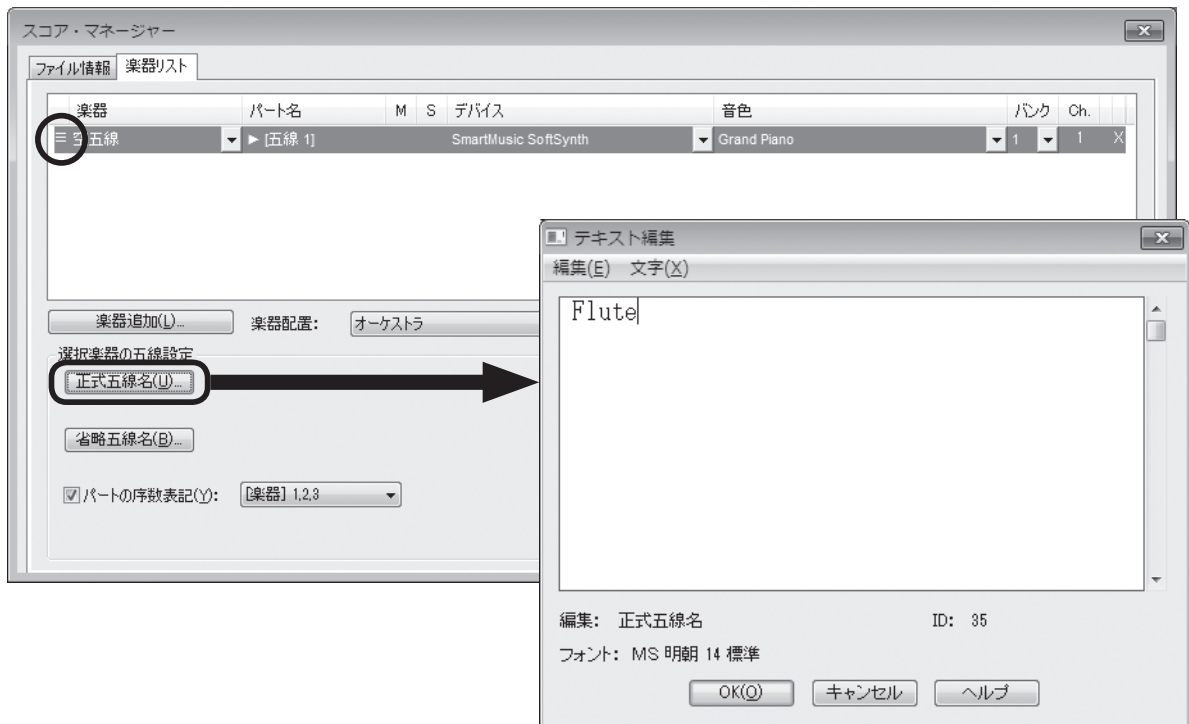 スコア・マネージャー
ファイル情報 楽器リスト
楽器 パート名 M S デバイス 音色 バンク Ch.
空五線 ▶ [五線 1] SmartMusic SoftSynth Grand Piano 1 1 X
楽器追加(L)... 楽器配置: オーケストラ
選択楽器の五線設定
正式五線名(U)...
省略五線名(B)...
パートの序数表記(Y): [楽器] 1,2,3
テキスト編集
編集(E) 文字(X)
Flute
編集: 正式五線名 ID: 35
フォント: MS 明朝 14 標準
OK(O) キャンセル ヘルプ